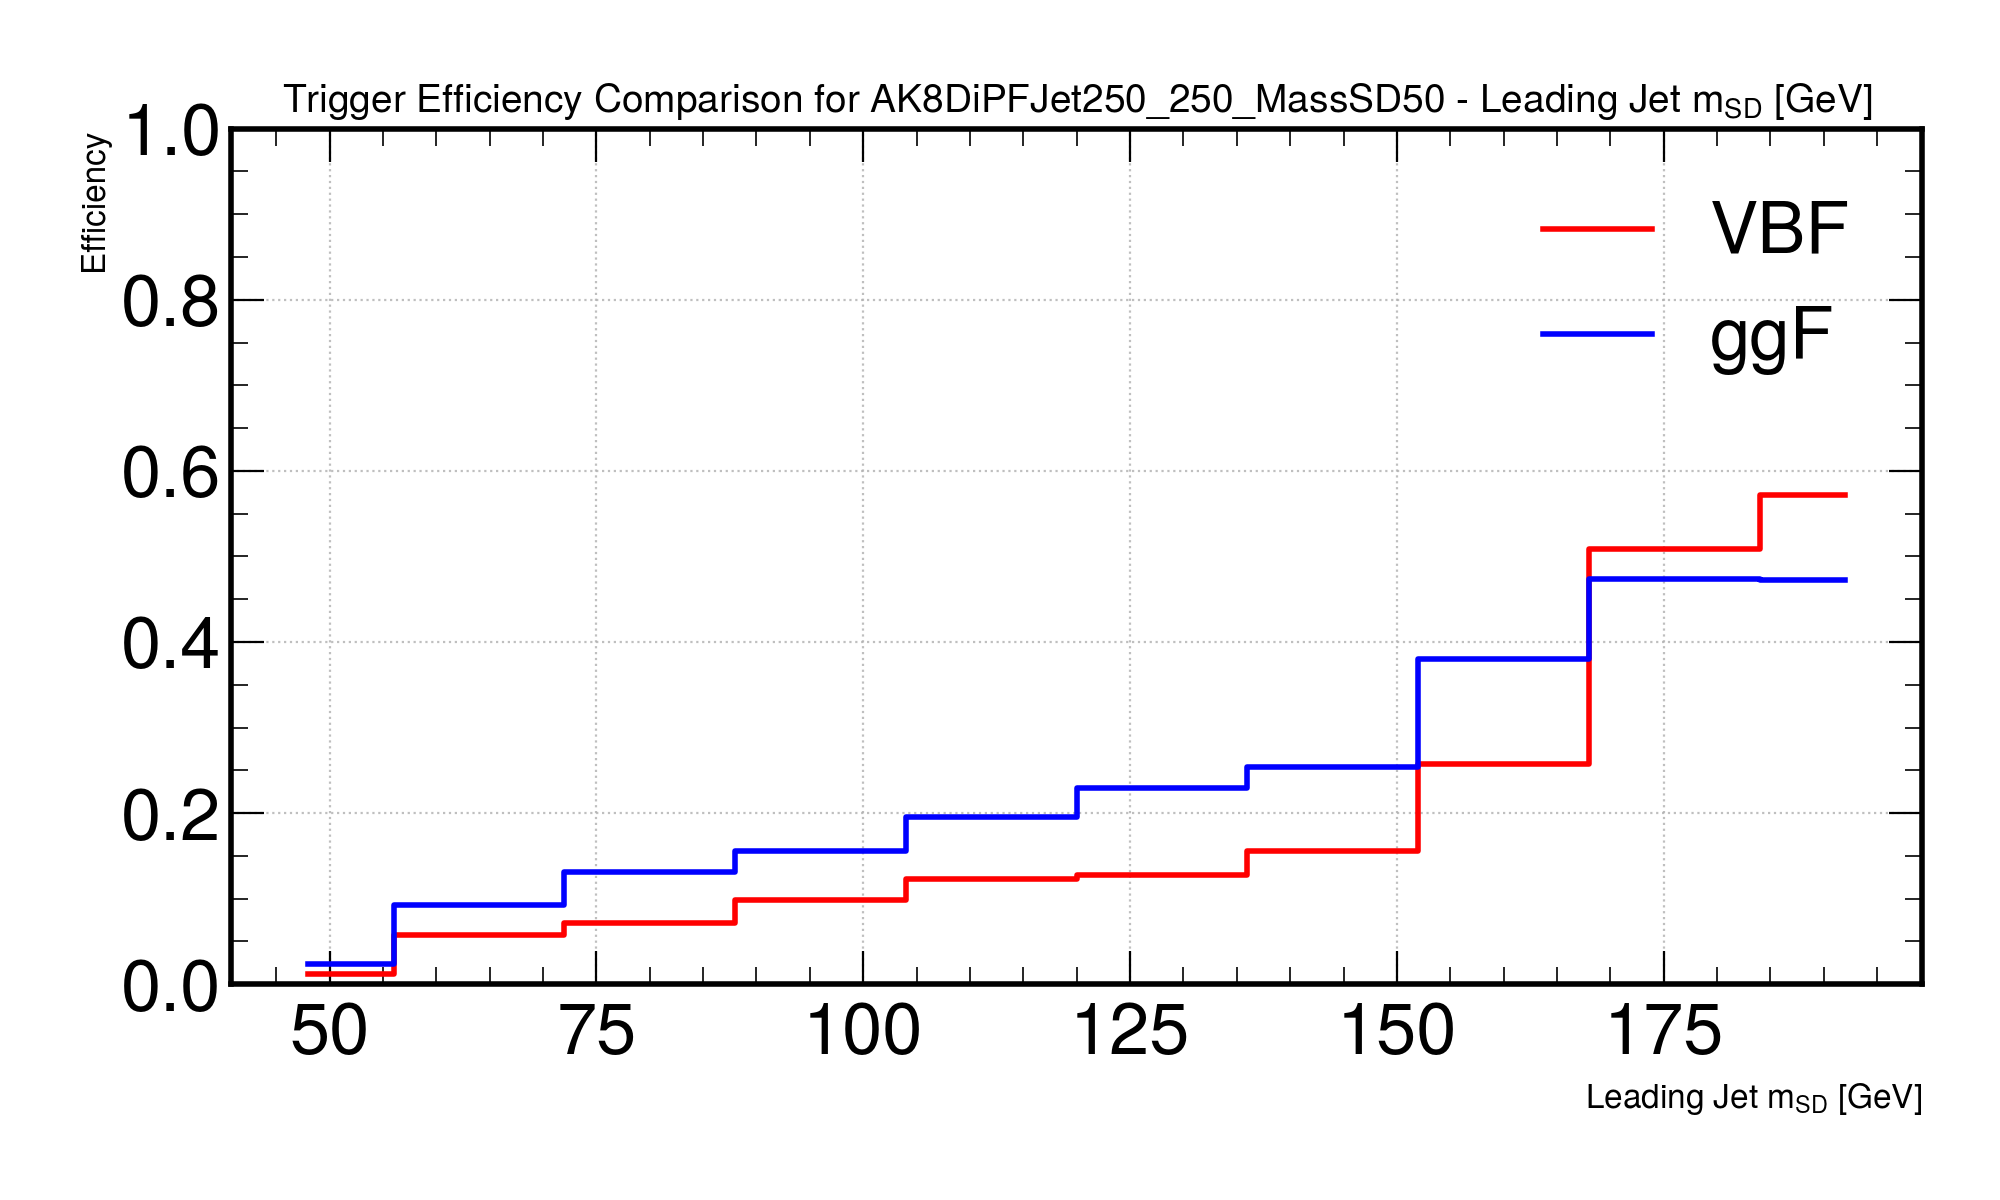 Trigger Efficiency Comparison for AK8DiPFJet250_250_MassSD50 - Leading Jet mSD [GeV]
Efficiency
1.0
0.8
0.6
0.4
0.2
0.0
VBF
ggF
50 75 100 125 150 175
Leading Jet mSD [GeV]